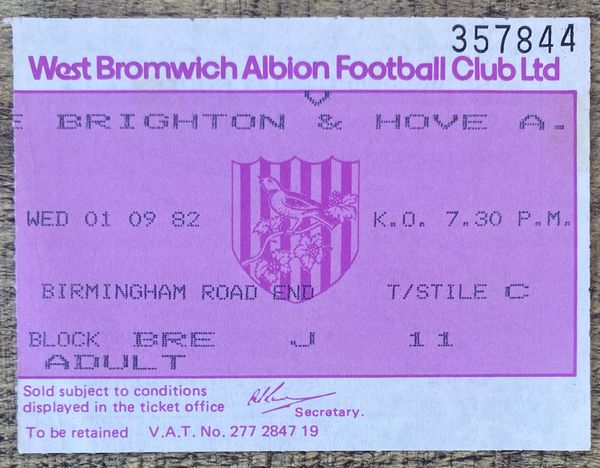 357844
West Bromwich Albion Football Club Ltd
V
E BRIGHTON & HOVE A.
WED 01 09 82 K.O. 7.30 P.M.
BIRMINGHAM ROAD END T/STILE C
BLOCK BRE J 11
ADULT
Sold subject to conditions
displayed in the ticket office
Secretary.
To be retained V.A.T. No. 277 2847 19